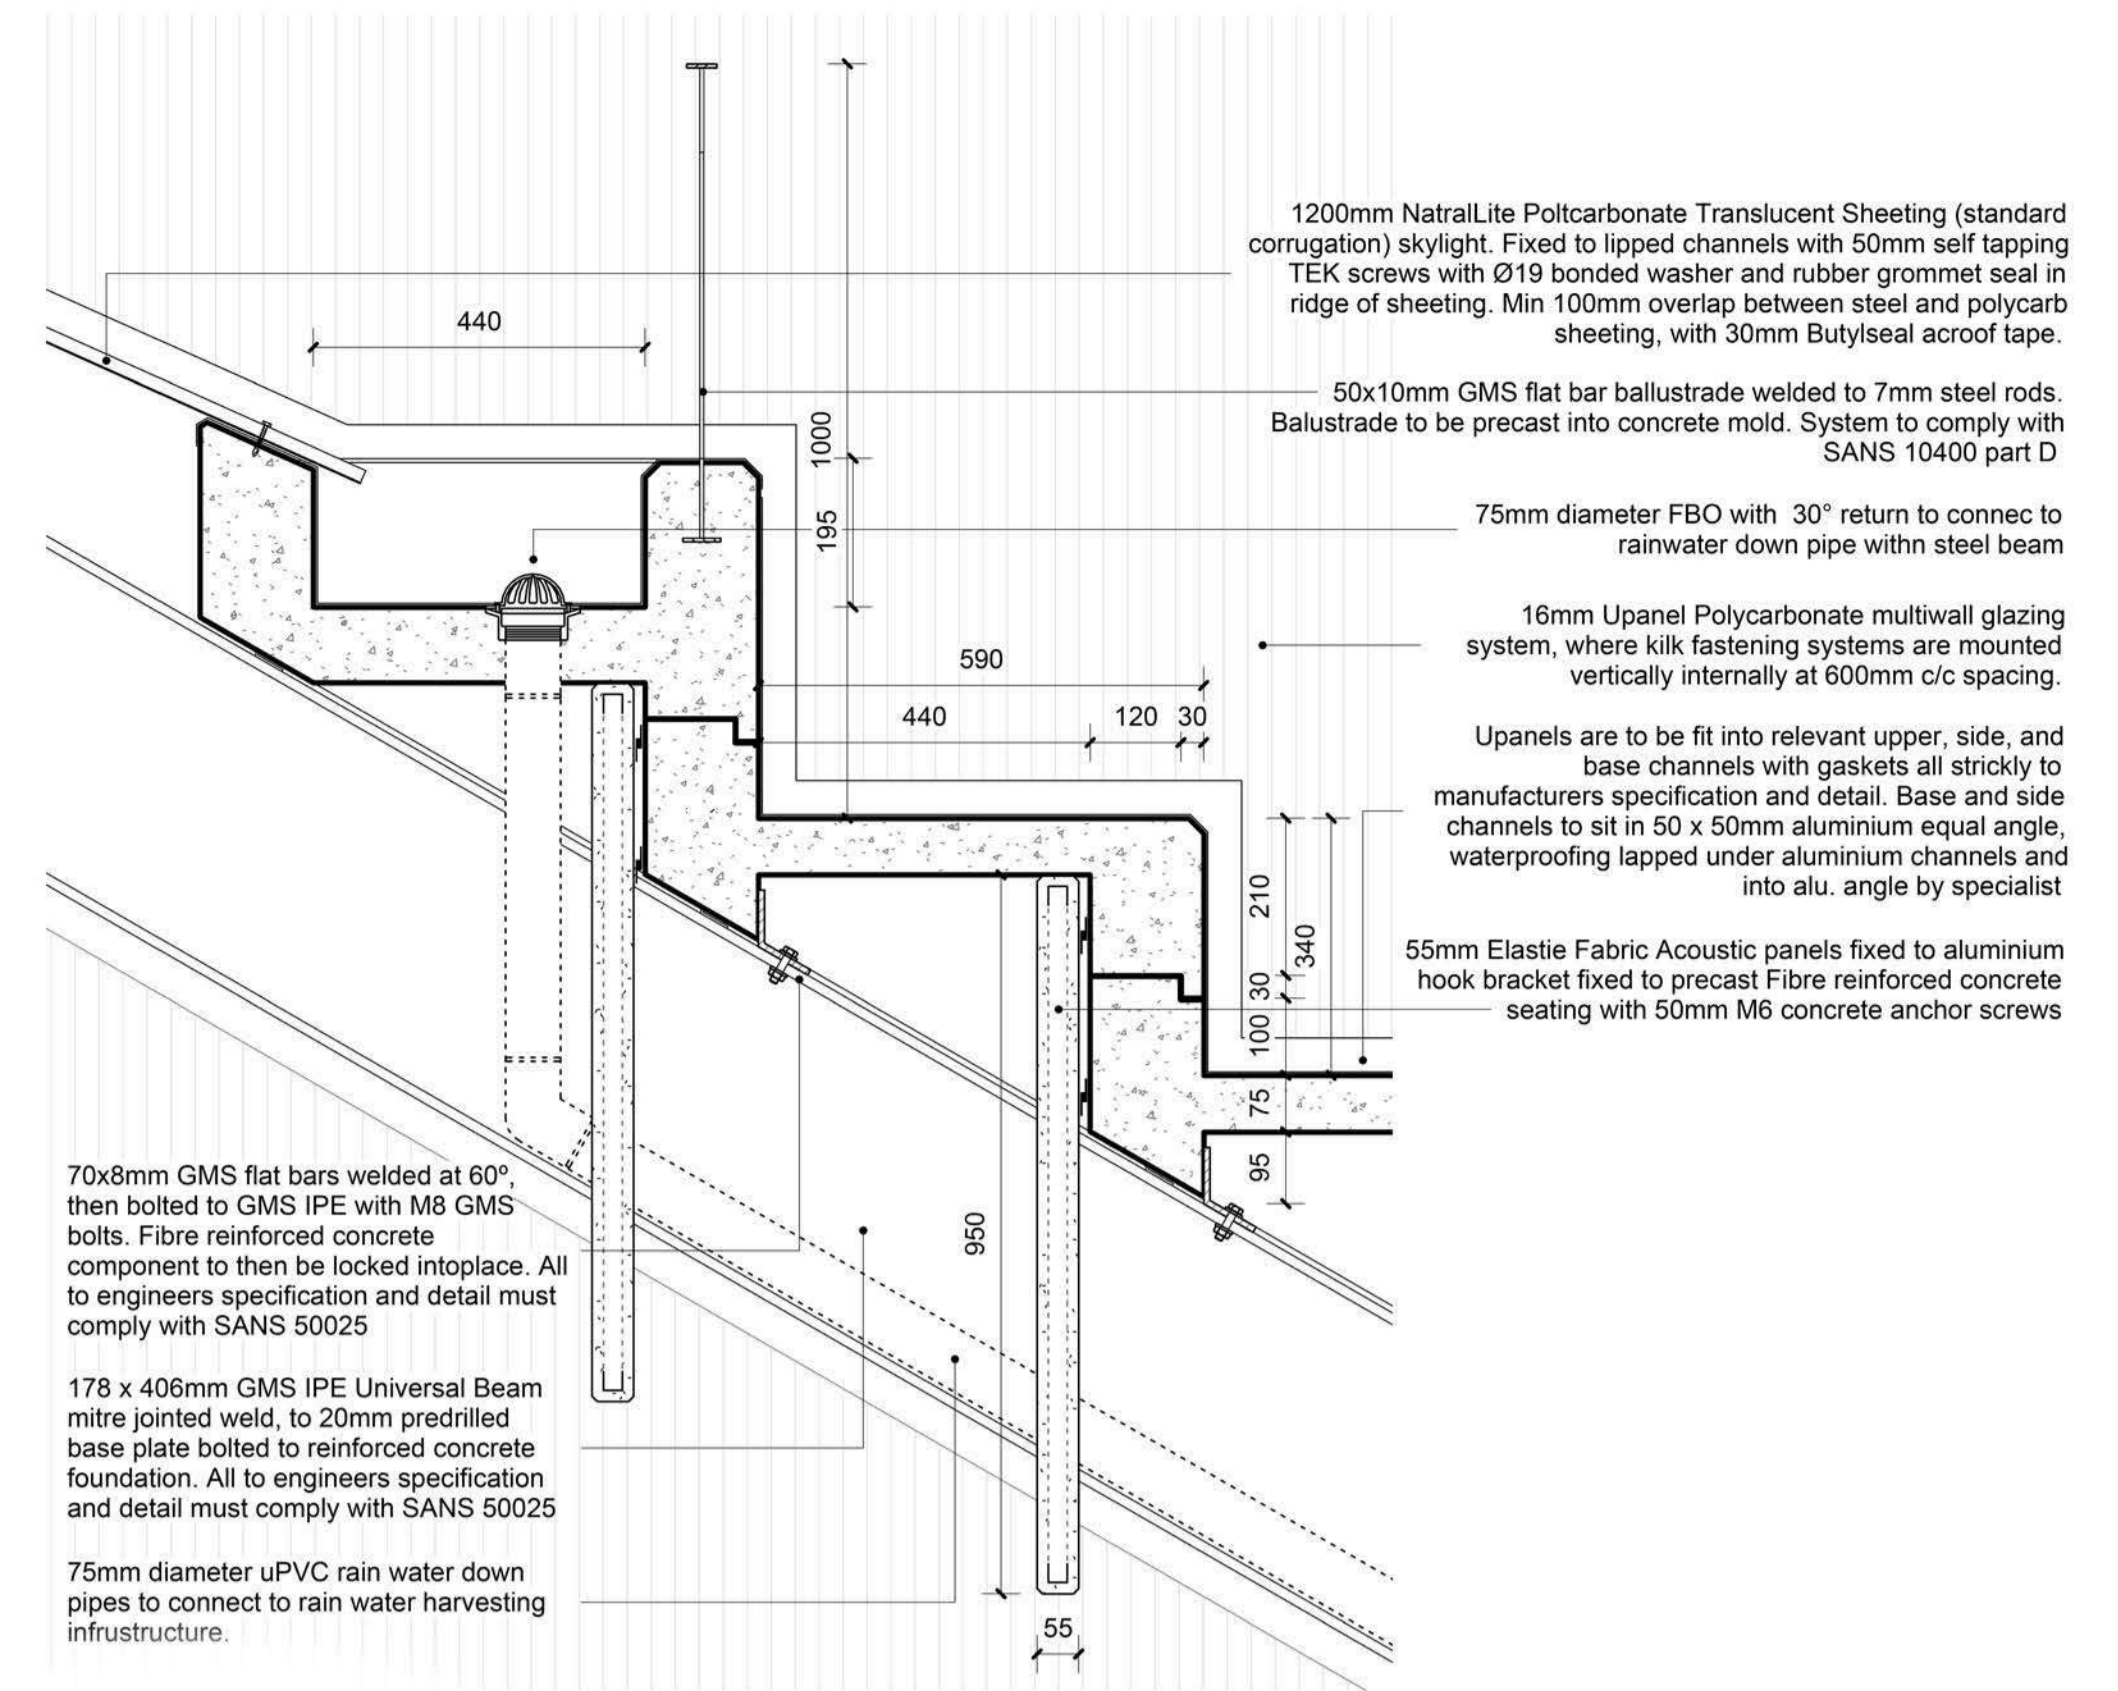 1200mm NatralLite Poltcarbonate Translucent Sheeting (standard
corrugation) skylight. Fixed to lipped channels with 50mm self tapping
TEK screws with Ø19 bonded washer and rubber grommet seal in
ridge of sheeting. Min 100mm overlap between steel and polycarb
sheeting, with 30mm Butylseal acroof tape.
50x10mm GMS flat bar ballustrade welded to 7mm steel rods.
Balustrade to be precast into concrete mold. System to comply with
SANS 10400 part D
75mm diameter FBO with 30° return to connec to
rainwater down pipe withn steel beam
16mm Upanel Polycarbonate multiwall glazing
system, where kilk fastening systems are mounted
vertically internally at 600mm c/c spacing.
Upanels are to be fit into relevant upper, side, and
base channels with gaskets all strickly to
manufacturers specification and detail. Base and side
channels to sit in 50 x 50mm aluminium equal angle,
waterproofing lapped under aluminium channels and
into alu. angle by specialist
55mm Elastie Fabric Acoustic panels fixed to aluminium
hook bracket fixed to precast Fibre reinforced concrete
seating with 50mm M6 concrete anchor screws
440
1000
195
590
440
120
30
210
340
30
100
75
95
950
55
70x8mm GMS flat bars welded at 60º,
then bolted to GMS IPE with M8 GMS
bolts. Fibre reinforced concrete
component to then be locked intoplace. All
to engineers specification and detail must
comply with SANS 50025
178 x 406mm GMS IPE Universal Beam
mitre jointed weld, to 20mm predrilled
base plate bolted to reinforced concrete
foundation. All to engineers specification
and detail must comply with SANS 50025
75mm diameter uPVC rain water down
pipes to connect to rain water harvesting
infrustructure.